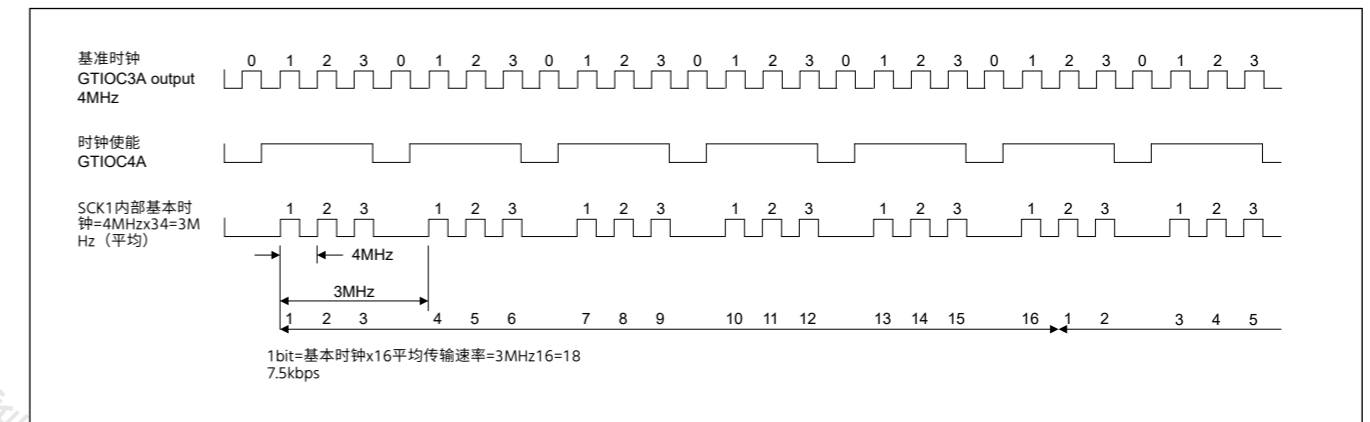 基准时钟
GTIOC3A output
4MHz
0 1 2 3 0 1 2 3 0 1 2 3 0 1 2 3 0 1 2 3 0 1 2 3 0 1 2 3
时钟使能
GTIOC4A
SCK1内部基本时
钟=4MHzx34=3M
Hz（平均）
1 2 3 1 2 3 1 2 3 1 2 3 1 2 3 1 2 3 1 2 3
4MHz
3MHz
1 2 3 4 5 6 7 8 9 10 11 12 13 14 15 16 1 2 3 4 5
1bit=基本时钟x16平均传输速率=3MHz16=18
7.5kbps